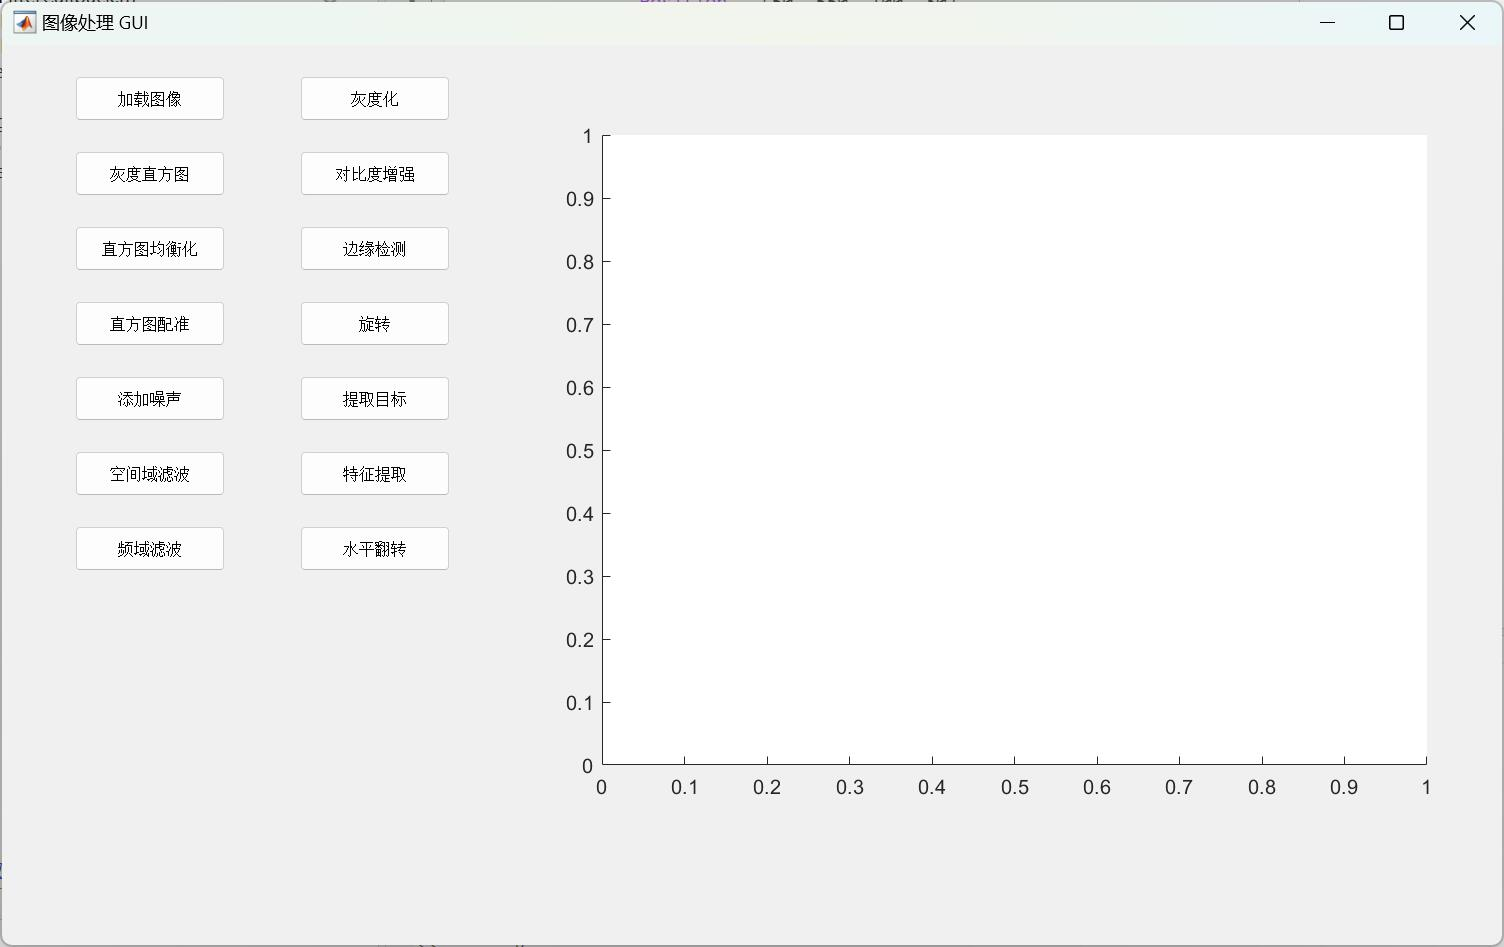 图像处理 GUI
加载图像
灰度化
灰度直方图
对比度增强
直方图均衡化
边缘检测
直方图配准
旋转
添加噪声
提取目标
空间域滤波
特征提取
频域滤波
水平翻转
1
0.9
0.8
0.7
0.6
0.5
0.4
0.3
0.2
0.1
0
0 0.1 0.2 0.3 0.4 0.5 0.6 0.7 0.8 0.9 1